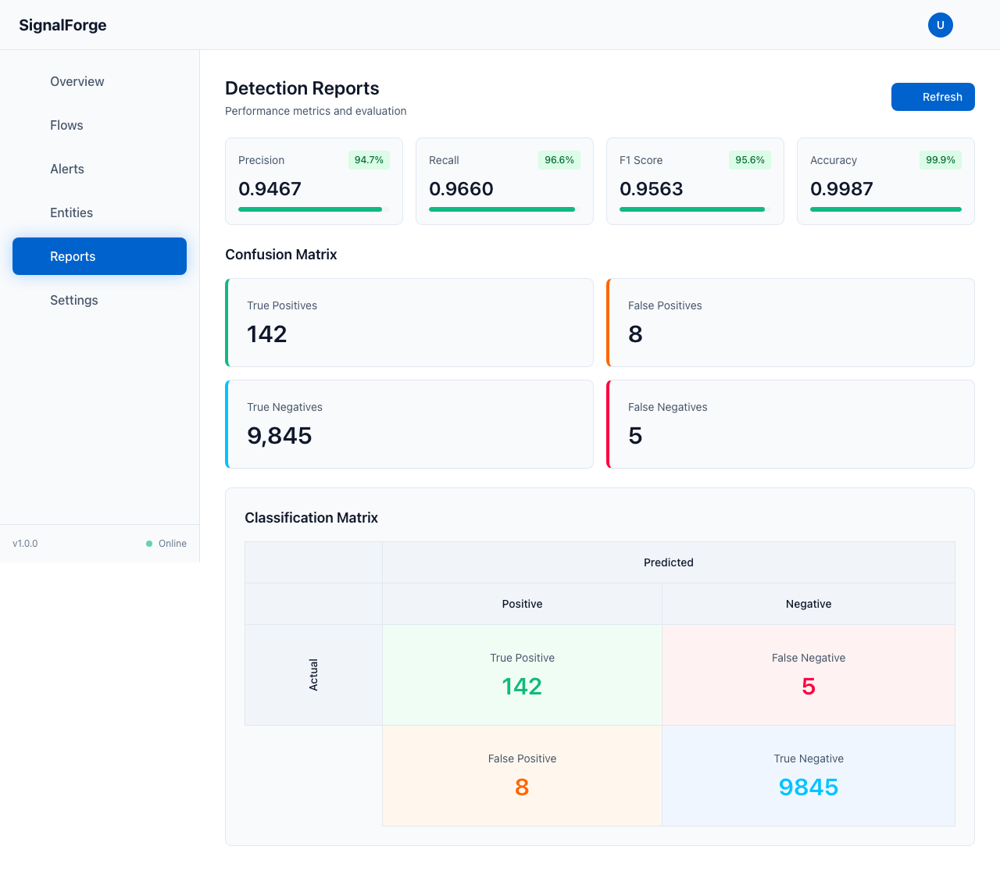 SignalForge
U
Overview
Flows
Alerts
Entities
Reports
Settings
v1.0.0
Online
Detection Reports
Performance metrics and evaluation
Refresh
Precision
94.7%
0.9467
Recall
96.6%
0.9660
F1 Score
95.6%
0.9563
Accuracy
99.9%
0.9987
Confusion Matrix
True Positives
142
False Positives
8
True Negatives
9,845
False Negatives
5
Classification Matrix
Predicted
Positive
Negative
Actual
True Positive
142
False Negative
5
False Positive
8
True Negative
9845